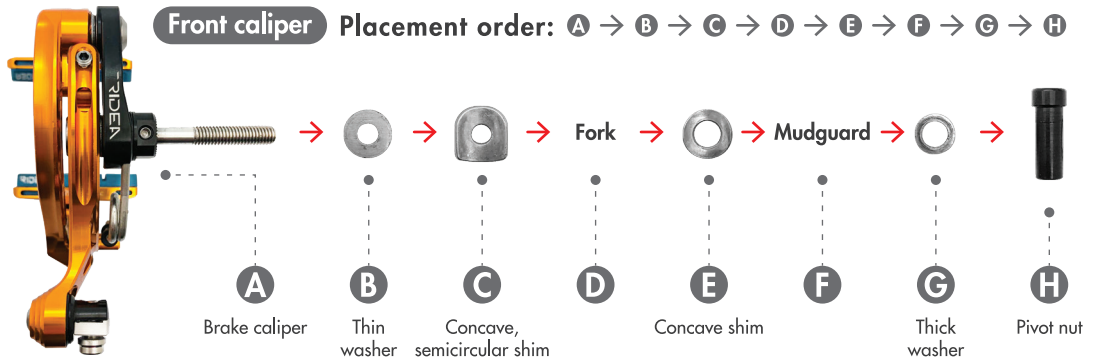 Front caliper Placement order: A → B → C → D → E → F → G → H
RIDEA
Fork
Mudguard
A B C D E F G H
Brake caliper
Thin
washer
Concave,
semicircular shim
Concave shim
Thick
washer
Pivot nut